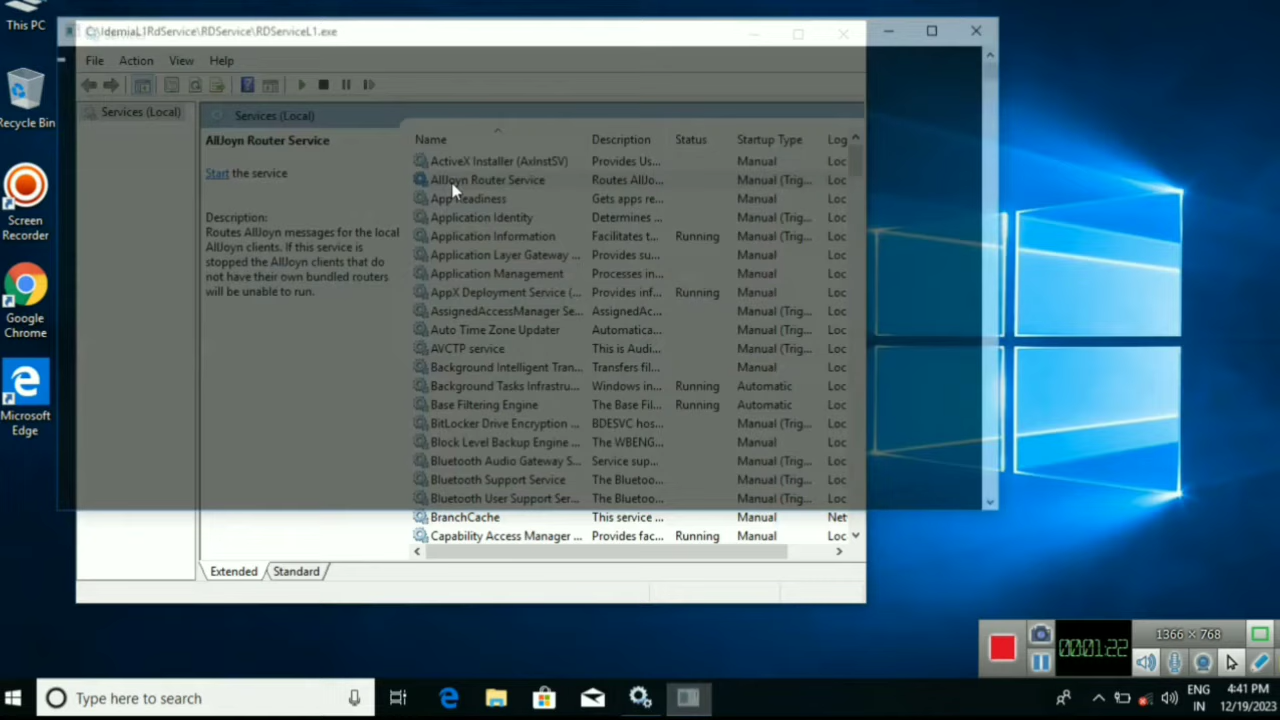 This PC
Recycle Bin
Screen
Recorder
Google
Chrome
Microsoft
Edge
C:\IdemiaL1RdService\RDService\RDServiceL1.exe
File Action View Help
Services (Local)
Services (Local)
AllJoyn Router Service
Start the service
Description:
Routes AllJoyn messages for the local
AllJoyn clients. If this service is
stopped the AllJoyn clients that do
not have their own bundled routers
will be unable to run.
Name Description Status Startup Type Log
ActiveX Installer (AxInstSV) Provides Us... Manual Loc
AllJoyn Router Service Routes AllJo... Manual (Trig... Loc
App Readiness Gets apps re... Manual Loc
Application Identity Determines ... Manual (Trig... Loc
Application Information Facilitates t... Running Manual (Trig... Loc
Application Layer Gateway ... Provides su... Manual Loc
Application Management Processes in... Manual Loc
AppX Deployment Service (... Provides inf... Running Manual Loc
AssignedAccessManager Se... AssignedAc... Manual (Trig... Loc
Auto Time Zone Updater Automatica... Manual (Trig... Loc
AVCTP service This is Audi... Manual (Trig... Loc
Background Intelligent Tran... Transfers fil... Manual Loc
Background Tasks Infrastru... Windows in... Running Automatic Loc
Base Filtering Engine The Base Fil... Running Automatic Loc
BitLocker Drive Encryption ... BDESVC hos... Manual (Trig... Loc
Block Level Backup Engine ... The WBENG... Manual Loc
Bluetooth Audio Gateway S... Service sup... Manual (Trig... Loc
Bluetooth Support Service The Bluetoo... Manual (Trig... Loc
Bluetooth User Support Ser... The Bluetoo... Manual (Trig... Loc
BranchCache This service ... Manual Net
Capability Access Manager ... Provides fac... Running Manual Loc
Extended Standard
0001:22
1366 × 768
Type here to search
ENG
IN
4:41 PM
12/19/2023